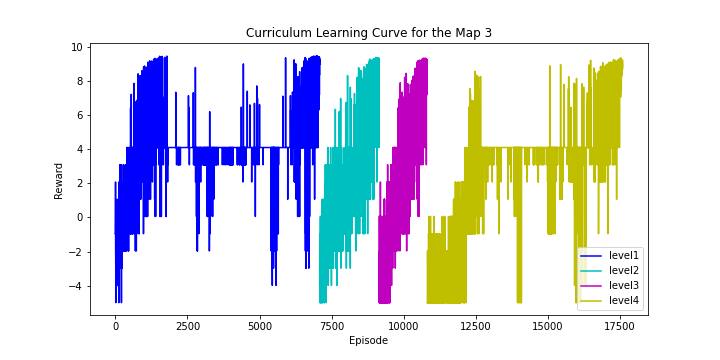 Curriculum Learning Curve for the Map 3
10
8
6
4
2
0
−2
−4
Reward
0
2500
5000
7500
10000
12500
15000
17500
Episode
level1
level2
level3
level4